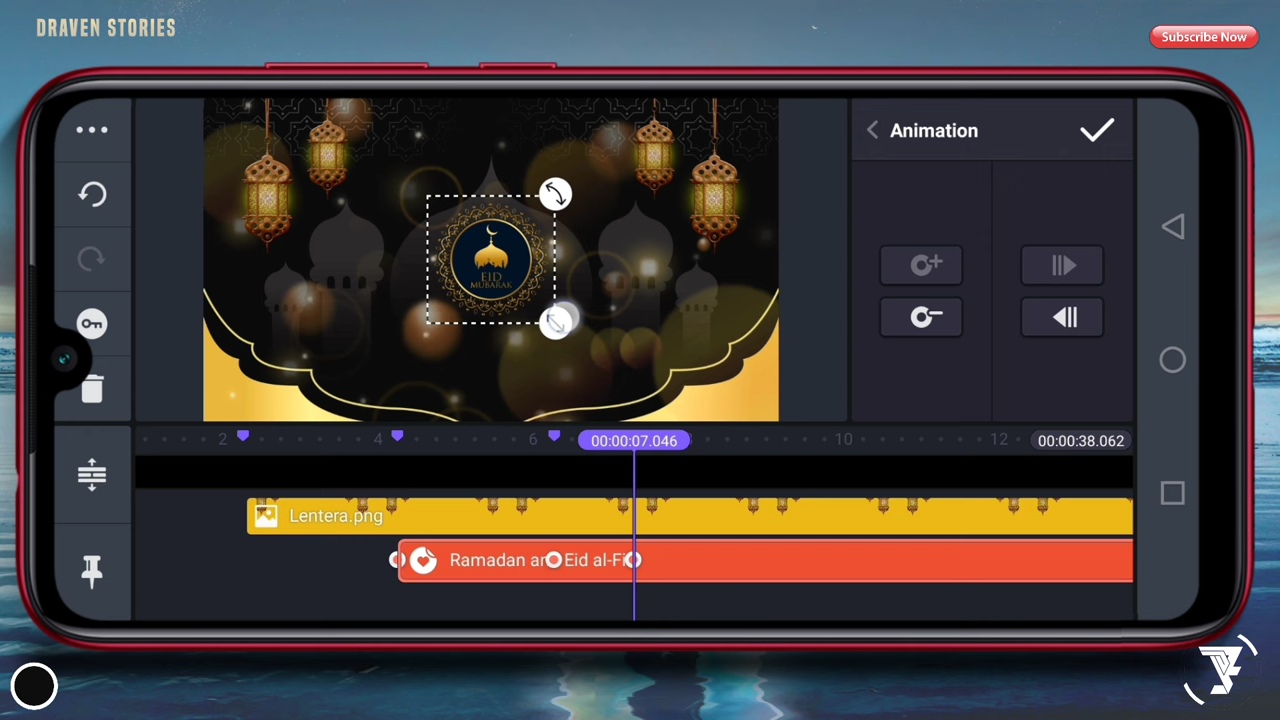 DRAVEN STORIES
Subscribe Now
Animation
EID
MUBARAK
2
4
6
00:00:07.046
10
12
00:00:38.062
Lentera.png
Ramadan an
Eid al-Fi